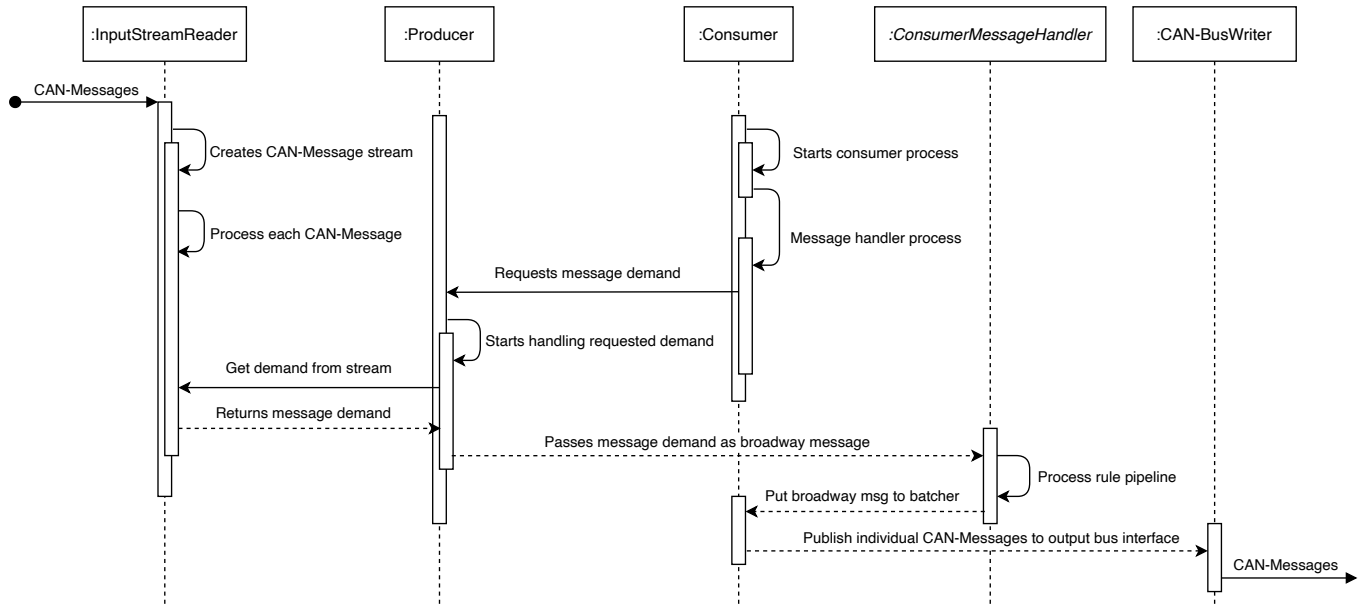 :InputStreamReader
:Producer
:Consumer
:ConsumerMessageHandler
:CAN-BusWriter
CAN-Messages
Creates CAN-Message stream
Starts consumer process
Process each CAN-Message
Message handler process
Requests message demand
Starts handling requested demand
Get demand from stream
Returns message demand
Passes message demand as broadway message
Process rule pipeline
Put broadway msg to batcher
Publish individual CAN-Messages to output bus interface
CAN-Messages